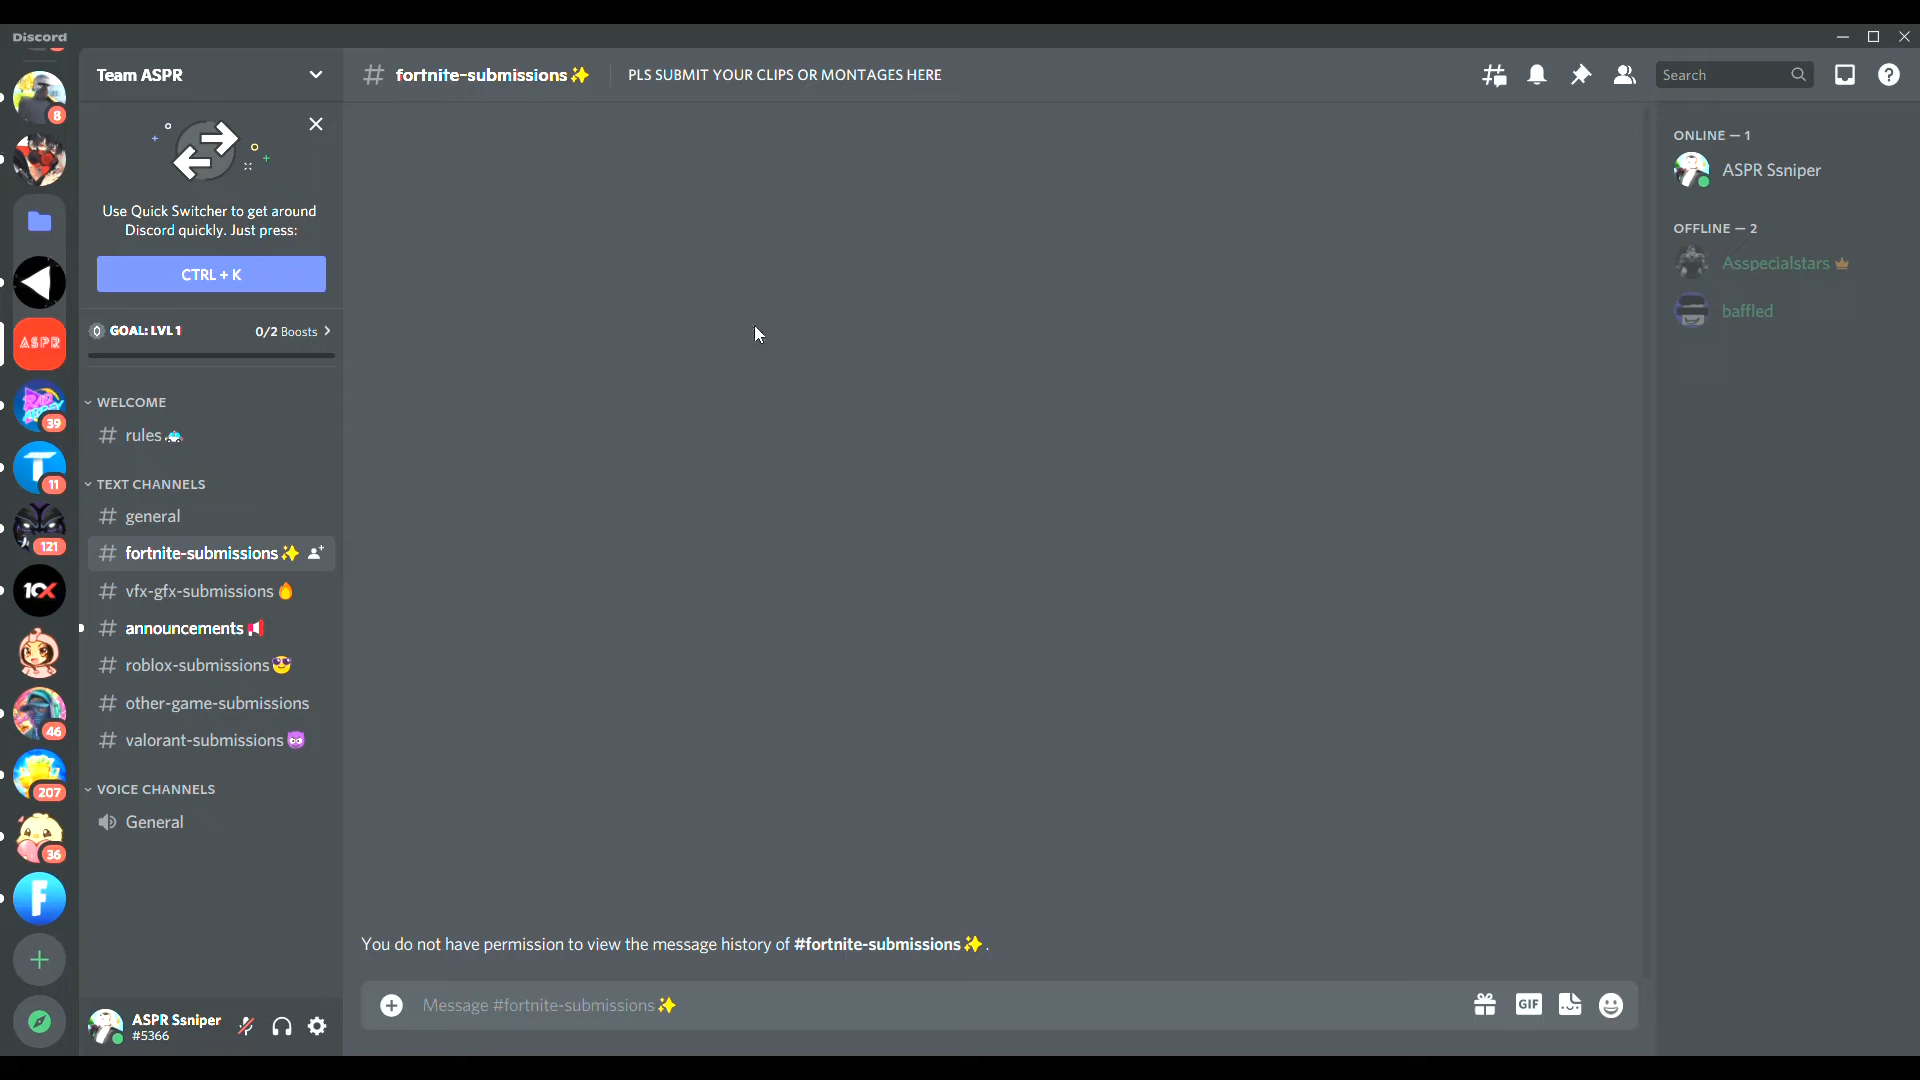 Discord
Team ASPR
fortnite-submissions✨
PLS SUBMIT YOUR CLIPS OR MONTAGES HERE
Search
8
Use Quick Switcher to get around
Discord quickly. Just press:
CTRL + K
GOAL: LVL 1
0/2 Boosts
ASPR
39
11
121
10X
46
207
36
F
WELCOME
rules
TEXT CHANNELS
general
fortnite-submissions✨
vfx-gfx-submissions🔥
announcements📢
roblox-submissions😎
other-game-submissions
valorant-submissions👿
VOICE CHANNELS
General
ASPR Ssniper
#5366
You do not have permission to view the message history of #fortnite-submissions✨.
Message #fortnite-submissions✨
GIF
ONLINE — 1
ASPR Ssniper
OFFLINE — 2
Asspecialstars
baffled